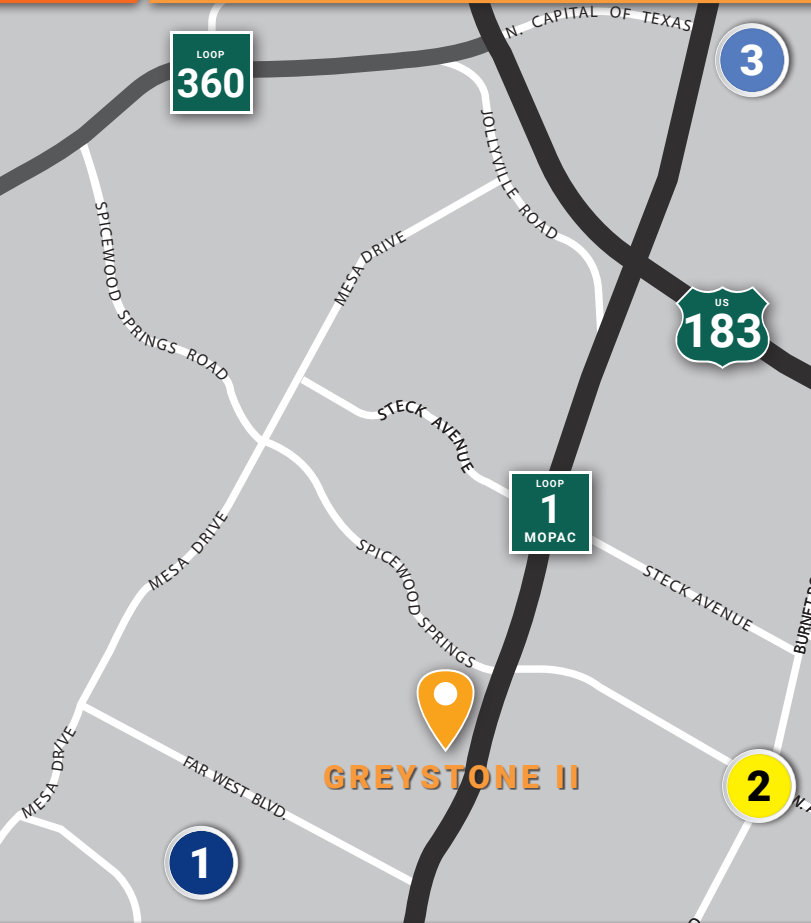 N. CAPITAL OF TEXAS
3
LOOP
360
JOLLYVILLE ROAD
SPICEWOOD SPRINGS ROAD
MESA DRIVE
US
183
STECK AVENUE
LOOP
1
MOPAC
MESA DRIVE
SPICEWOOD SPRINGS
STECK AVENUE
GREYSTONE II
MESA DRIVE
FAR WEST BLVD.
2
1